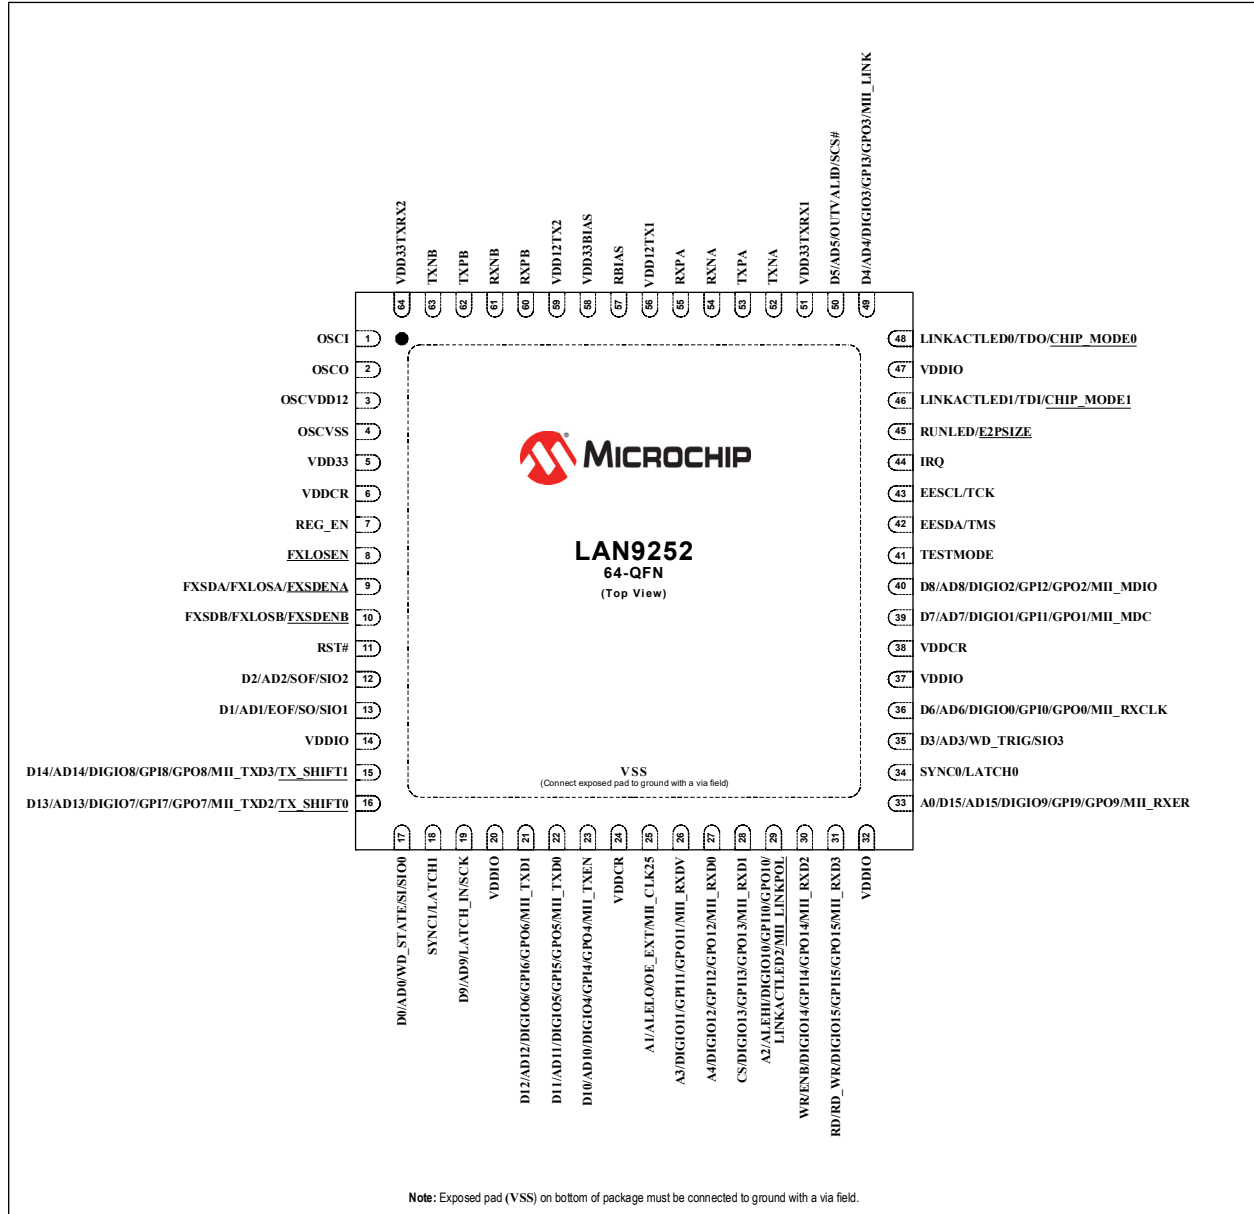 VDD33TXRX2
TXNB
TXPB
RXNB
RXPB
VDD12TX2
VDD33BIAS
RBIAS
VDD12TX1
RXPA
RXNA
TXPA
TXNA
VDD33TXRX1
D5/AD5/OUTVALID/SCS#
D4/AD4/DIGIO3/GPI3/GPO3/MII_LINK
64
63
62
61
60
59
58
57
56
55
54
53
52
51
50
49
OSCI 1
OSCO 2
OSCVDD12 3
OSCVSS 4
VDD33 5
VDDCR 6
REG_EN 7
FXLOSEN 8
FXSDA/FXLOSA/FXSDENA 9
FXSDB/FXLOSB/FXSDENB 10
RST# 11
D2/AD2/SOF/SIO2 12
D1/AD1/EOF/SO/SIO1 13
VDDIO 14
D14/AD14/DIGIO8/GPI8/GPO8/MII_TXD3/TX_SHIFT1 15
D13/AD13/DIGIO7/GPI7/GPO7/MII_TXD2/TX_SHIFT0 16
MICROCHIP
®
LAN9252
64-QFN
(Top View)
VSS
(Connect exposed pad to ground with a via field)
48 LINKACTLED0/TDO/CHIP_MODE0
47 VDDIO
46 LINKACTLED1/TDI/CHIP_MODE1
45 RUNLED/E2PSIZE
44 IRQ
43 EESCL/TCK
42 EESDA/TMS
41 TESTMODE
40 D8/AD8/DIGIO2/GPI2/GPO2/MII_MDIO
39 D7/AD7/DIGIO1/GPI1/GPO1/MII_MDC
38 VDDCR
37 VDDIO
36 D6/AD6/DIGIO0/GPI0/GPO0/MII_RXCLK
35 D3/AD3/WD_TRIG/SIO3
34 SYNC0/LATCH0
33 A0/D15/AD15/DIGIO9/GPI9/GPO9/MII_RXER
17
18
19
20
21
22
23
24
25
26
27
28
29
30
31
32
D0/AD0/WD_STATE/SI/SIO0
SYNC1/LATCH1
D9/AD9/LATCH_IN/SCK
VDDIO
D12/AD12/DIGIO6/GPI6/GPO6/MII_TXD1
D11/AD11/DIGIO5/GPI5/GPO5/MII_TXD0
D10/AD10/DIGIO4/GPI4/GPO4/MII_TXEN
VDDCR
A1/ALELO/OE_EXT/MII_CLK25
A3/DIGIO11/GPI11/GPO11/MII_RXDV
A4/DIGIO12/GPI12/GPO12/MII_RXD0
CS/DIGIO13/GPI13/GPO13/MII_RXD1
A2/ALEHI/DIGIO10/GPI10/GPO10/
LINKACTLED2/MII_LINKPOL
WR/ENB/DIGIO14/GPI14/GPO14/MII_RXD2
RD/RD_WR/DIGIO15/GPI15/GPO15/MII_RXD3
VDDIO
Note: Exposed pad (VSS) on bottom of package must be connected to ground with a via field.